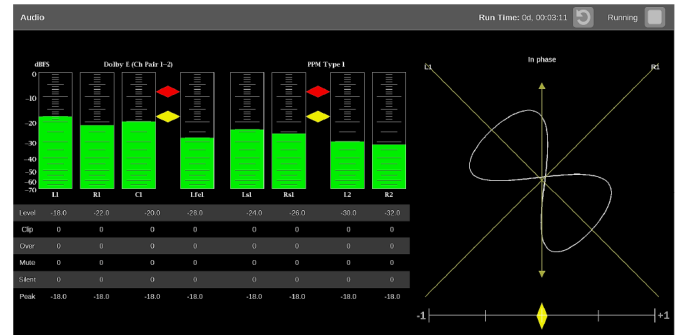 Audio
Run Time: 0d, 00:03:11
Running
dBFS Dolby E (Ch Pair 1-2) PPM Type I
0
-10
-20
-30
-40
-50
-60
-70
L1 R1 C1 Lfe1 Ls1 Rs1 L2 R2
Level -18.0 -22.0 -20.0 -28.0 -24.0 -26.0 -30.0 -32.0
Clip 0 0 0 0 0 0 0 0
Over 0 0 0 0 0 0 0 0
Mute 0 0 0 0 0 0 0 0
Silent 0 0 0 0 0 0 0 0
Peak -18.0 -18.0 -18.0 -18.0 -18.0 -18.0 -18.0 -18.0
In phase
L1 R1
-1 +1